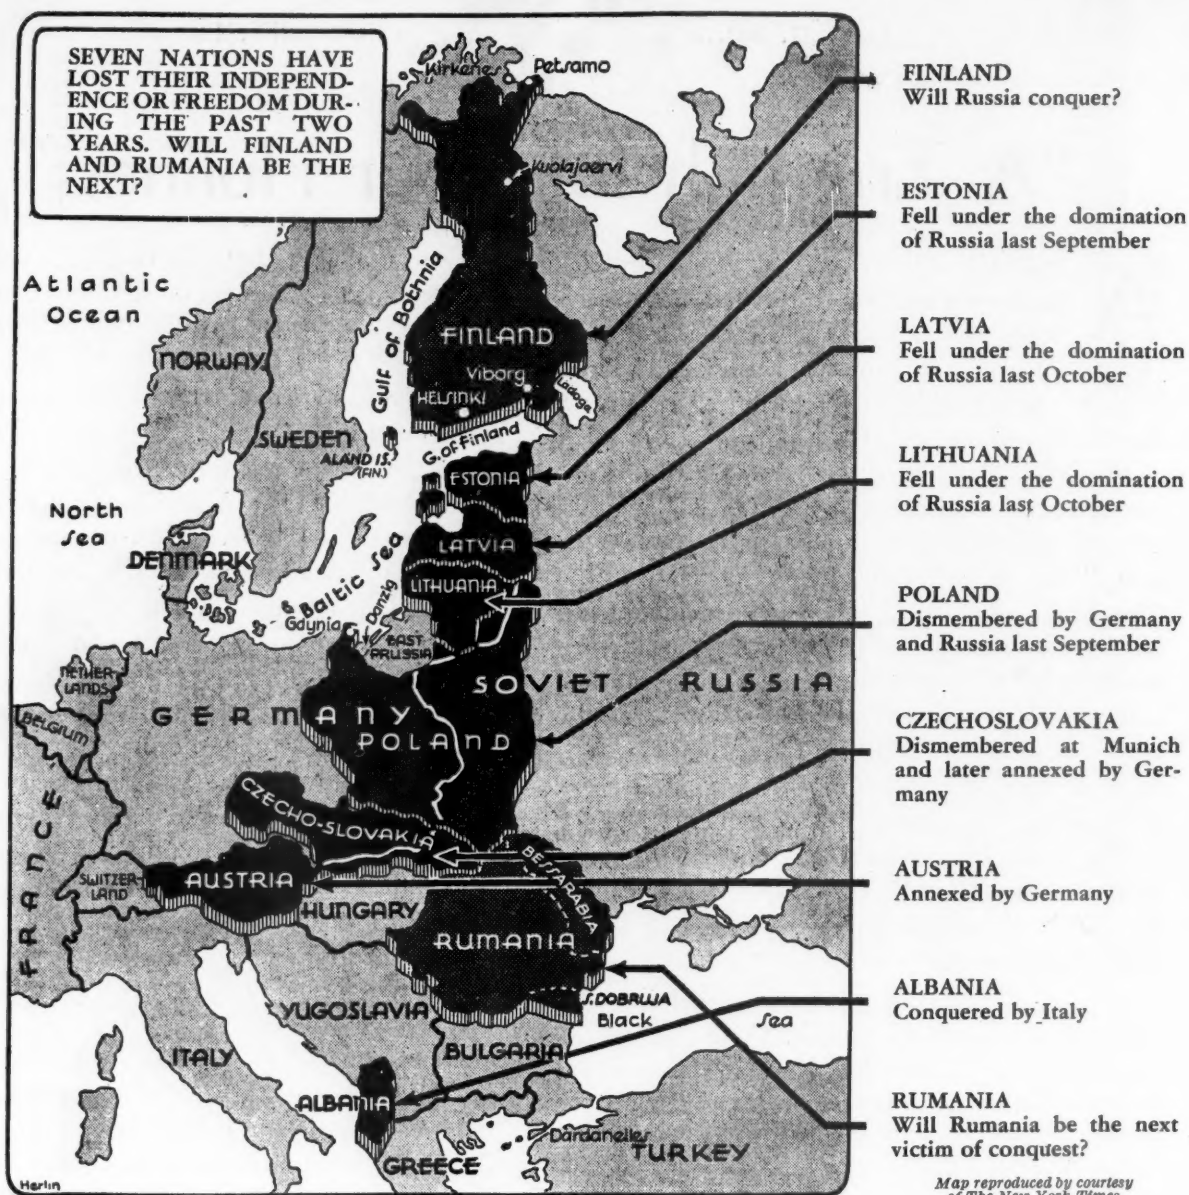 SEVEN NATIONS HAVE
LOST THEIR INDEPEND-
ENCE OR FREEDOM DUR-
ING THE PAST TWO
YEARS. WILL FINLAND
AND RUMANIA BE THE
NEXT?
Kirkenes
Petsamo
Kuolajaervi
Atlantic
Ocean
Gulf of Bothnia
FINLAND
NORWAY
Viborg
Ladoga
HELSINKI
SWEDEN
G. of Finland
ALAND IS.
(FIN.)
ESTONIA
North
Sea
LATVIA
DENMARK
Baltic Sea
LITHUANIA
Danzig
Gdynia
EAST
PRUSSIA
NETHER-
LANDS
SOVIET RUSSIA
GERMANY
BELGIUM
POLAND
CZECHO-SLOVAKIA
FRANCE
BESSARABIA
SWITZER-
LAND
AUSTRIA
HUNGARY
RUMANIA
S. DOBRUJA
YUGOSLAVIA
Black Sea
ITALY
BULGARIA
ALBANIA
Dardanelles
GREECE
TURKEY
Herlin
FINLAND
Will Russia conquer?
ESTONIA
Fell under the domination
of Russia last September
LATVIA
Fell under the domination
of Russia last October
LITHUANIA
Fell under the domination
of Russia last October
POLAND
Dismembered by Germany
and Russia last September
CZECHOSLOVAKIA
Dismembered at Munich
and later annexed by Ger-
many
AUSTRIA
Annexed by Germany
ALBANIA
Conquered by Italy
RUMANIA
Will Rumania be the next
victim of conquest?
Map reproduced by courtesy
of The New York Times